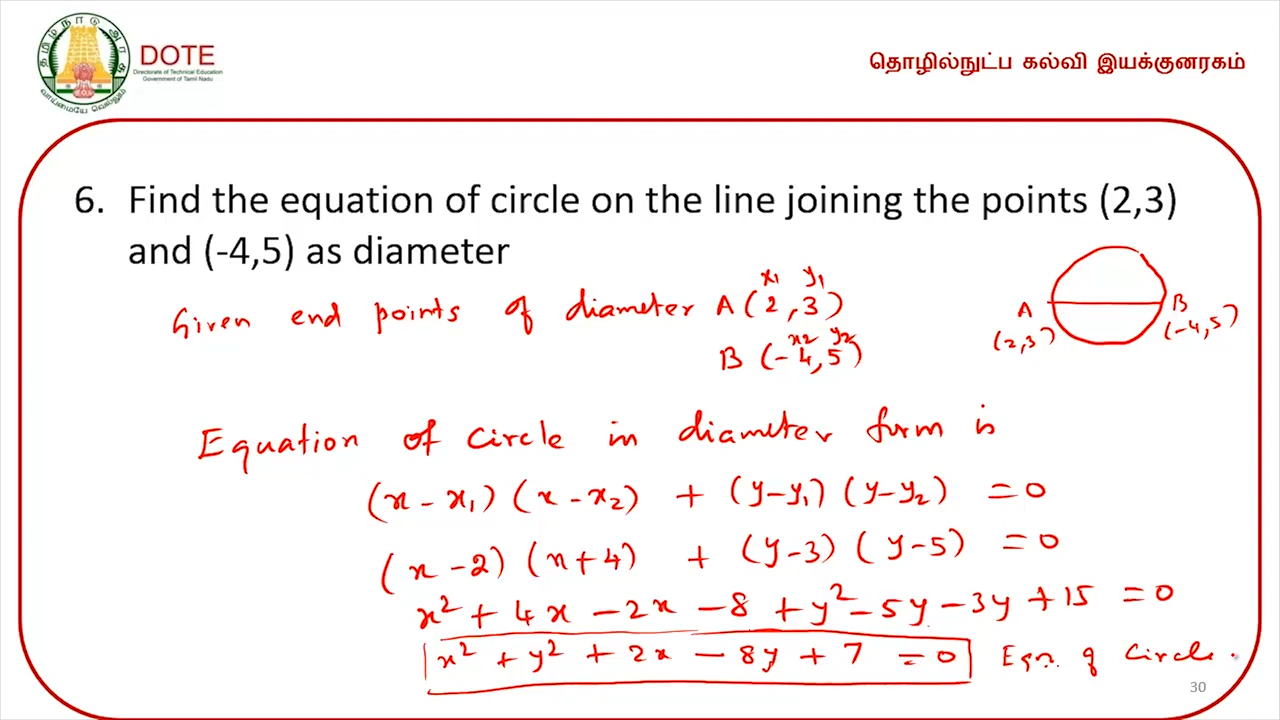 தமிழ்நாடு அரசு
வாய்மையே வெல்லும்
DOTE
Directorate of Technical Education
Government of Tamil Nadu
தொழில்நுட்ப கல்வி இயக்குனரகம்
6. Find the equation of circle on the line joining the points (2,3)
and (-4,5) as diameter
x₁ y₁
Given end points of diameter A (2,3)
x₂ y₂
B (-4,5)
A
(2,3)
B
(-4,5)
Equation of circle in diameter form is
(x-x₁)(x-x₂) + (y-y₁)(y-y₂) =0
(x-2)(x+4) + (y-3)(y-5) =0
x²+4x-2x-8+y²-5y-3y+15 =0
x²+y²+2x-8y+7 =0 Eqn. of circle.
30